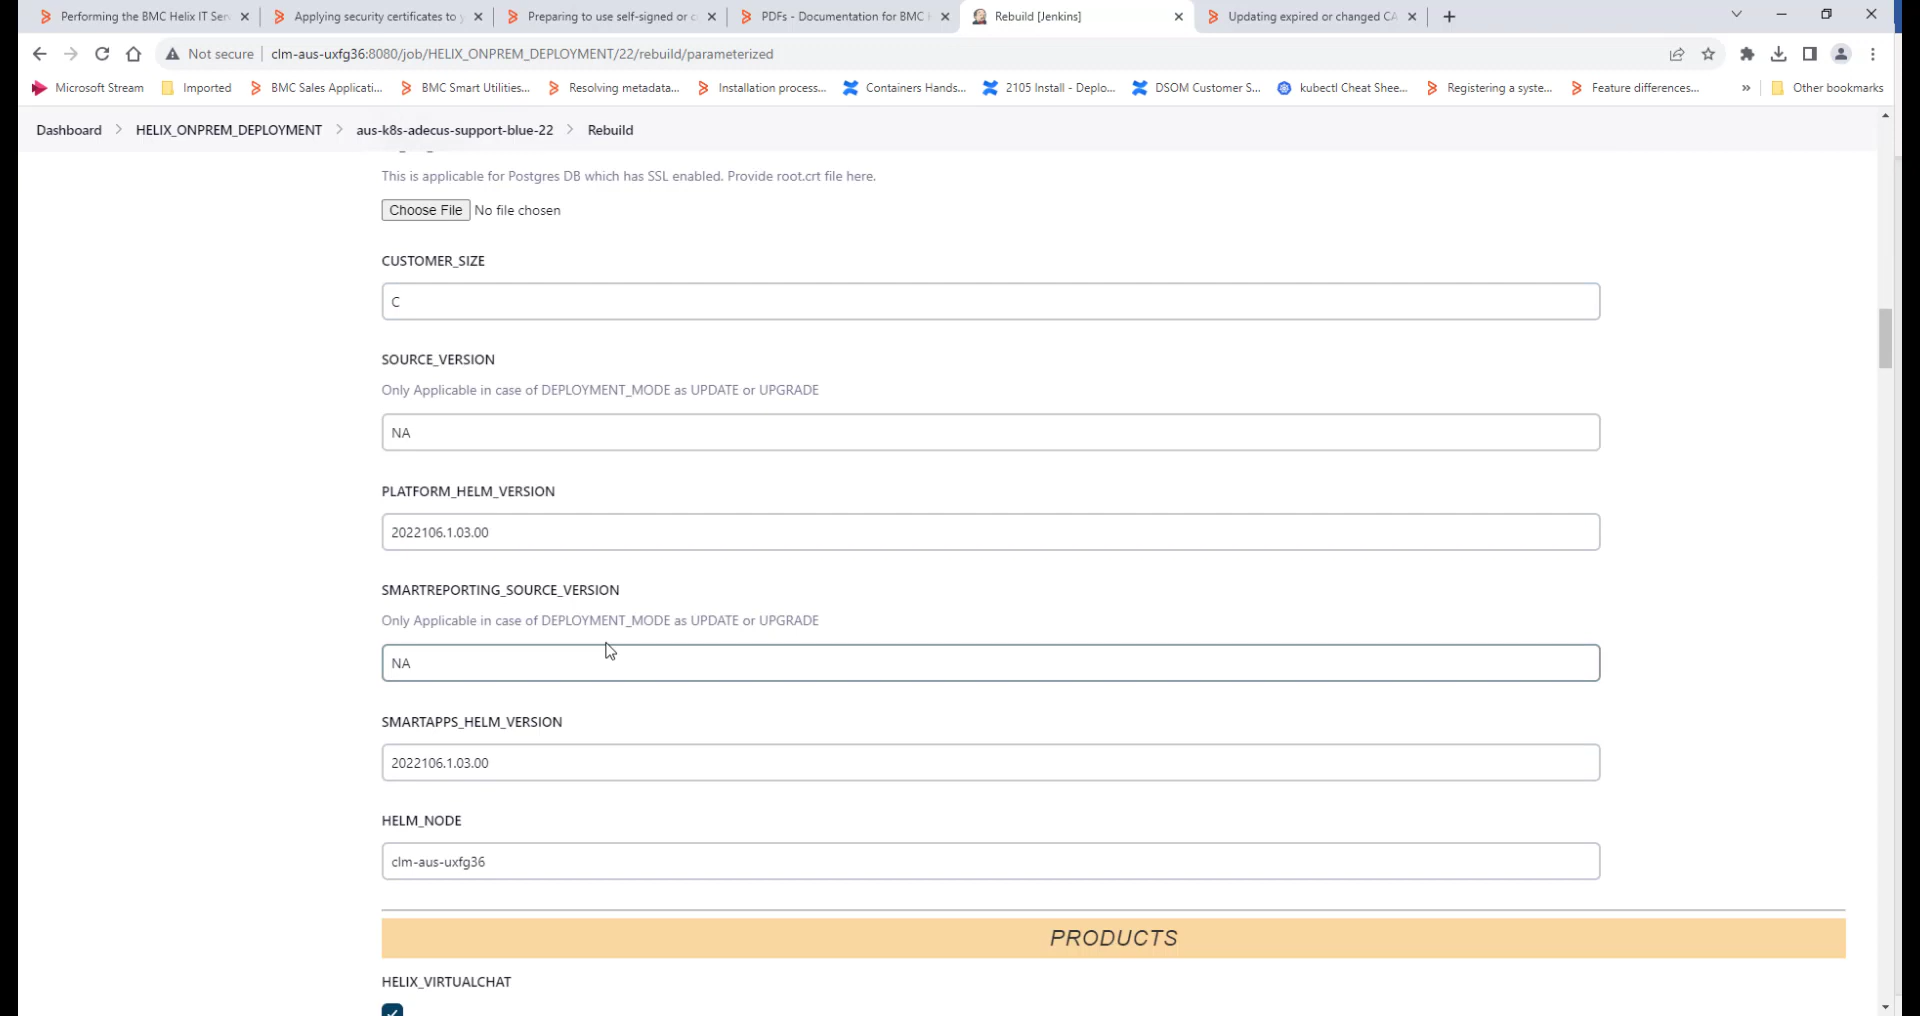 Performing the BMC Helix IT Serv
Applying security certificates to y
Preparing to use self-signed or c
PDFs - Documentation for BMC H
Rebuild [Jenkins]
Updating expired or changed CA
Not secure
clm-aus-uxfg36:8080/job/HELIX_ONPREM_DEPLOYMENT/22/rebuild/parameterized
Microsoft Stream
Imported
BMC Sales Applicati...
BMC Smart Utilities...
Resolving metadata...
Installation process...
Containers Hands...
2105 Install - Deplo...
DSOM Customer S...
kubectl Cheat Shee...
Registering a syste...
Feature differences...
»
Other bookmarks
Dashboard > HELIX_ONPREM_DEPLOYMENT > aus-k8s-adecus-support-blue-22 > Rebuild
This is applicable for Postgres DB which has SSL enabled. Provide root.crt file here.
Choose File No file chosen
CUSTOMER_SIZE
C
SOURCE_VERSION
Only Applicable in case of DEPLOYMENT_MODE as UPDATE or UPGRADE
NA
PLATFORM_HELM_VERSION
2022106.1.03.00
SMARTREPORTING_SOURCE_VERSION
Only Applicable in case of DEPLOYMENT_MODE as UPDATE or UPGRADE
NA
SMARTAPPS_HELM_VERSION
2022106.1.03.00
HELM_NODE
clm-aus-uxfg36
PRODUCTS
HELIX_VIRTUALCHAT